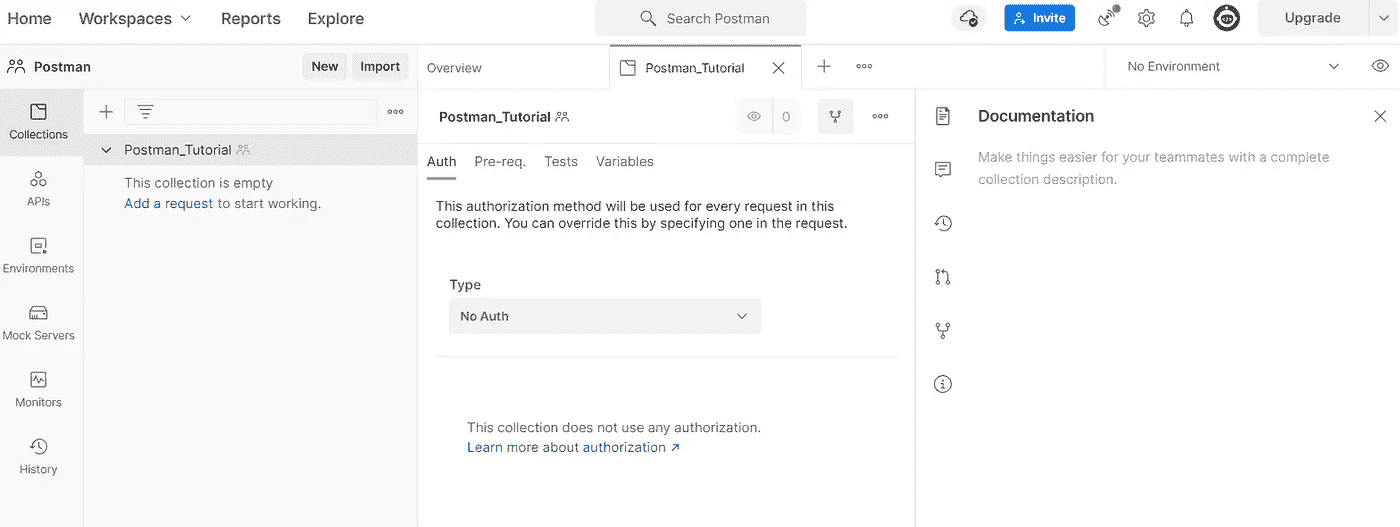 Home Workspaces Reports Explore Search Postman Invite Upgrade
Postman New Import Overview Postman_Tutorial No Environment
Collections
APIs
Environments
Mock Servers
Monitors
History
Postman_Tutorial
This collection is empty
Add a request to start working.
Postman_Tutorial 0
Auth Pre-req. Tests Variables
This authorization method will be used for every request in this
collection. You can override this by specifying one in the request.
Type
No Auth
This collection does not use any authorization.
Learn more about authorization ↗
Documentation
Make things easier for your teammates with a complete
collection description.